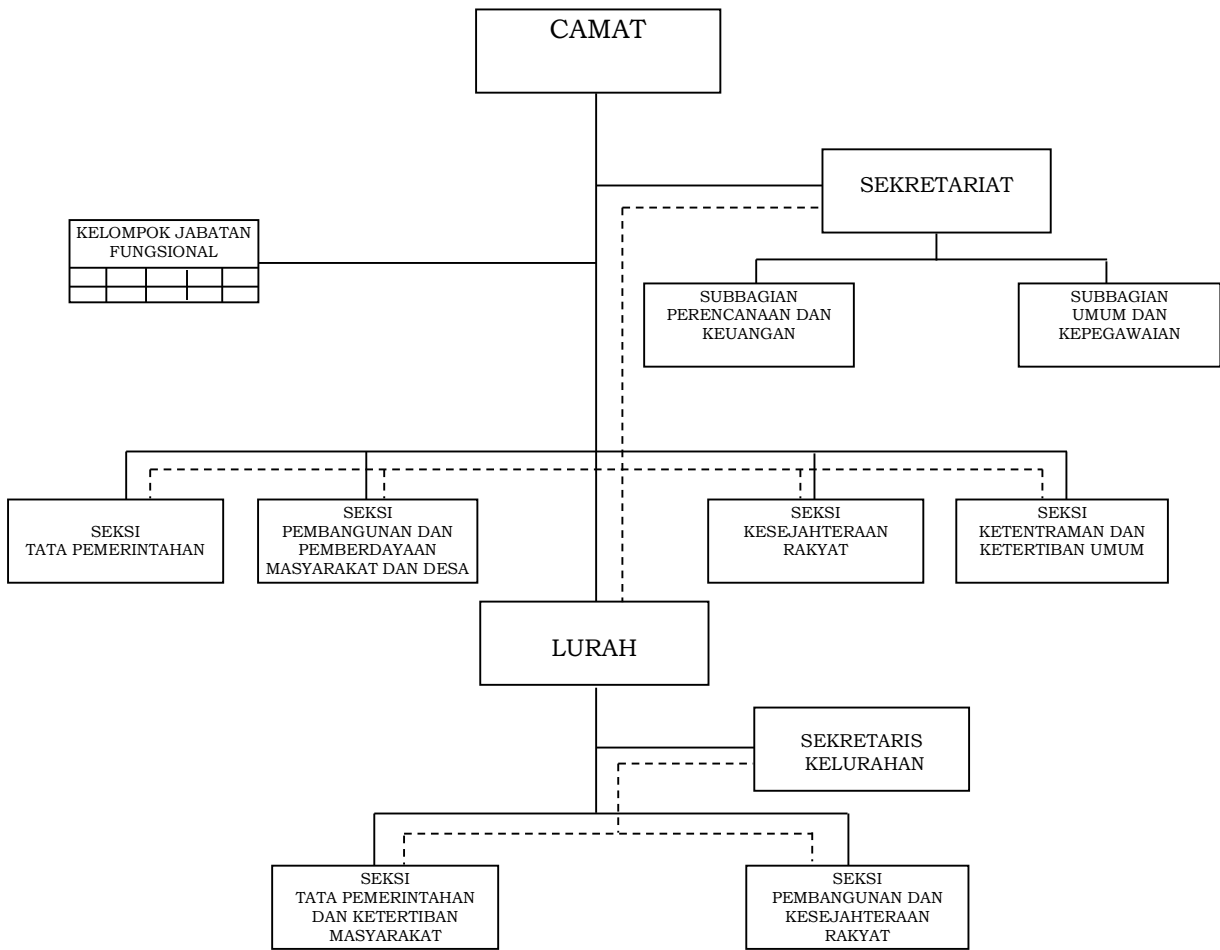 CAMAT
SEKRETARIAT
KELOMPOK JABATAN
FUNGSIONAL
SUBBAGIAN
PERENCANAAN DAN
KEUANGAN
SUBBAGIAN
UMUM DAN
KEPEGAWAIAN
SEKSI
TATA PEMERINTAHAN
SEKSI
PEMBANGUNAN DAN
PEMBERDAYAAN
MASYARAKAT DAN DESA
SEKSI
KESEJAHTERAAN
RAKYAT
SEKSI
KETENTRAMAN DAN
KETERTIBAN UMUM
LURAH
SEKRETARIS
KELURAHAN
SEKSI
TATA PEMERINTAHAN
DAN KETERTIBAN
MASYARAKAT
SEKSI
PEMBANGUNAN DAN
KESEJAHTERAAN
RAKYAT